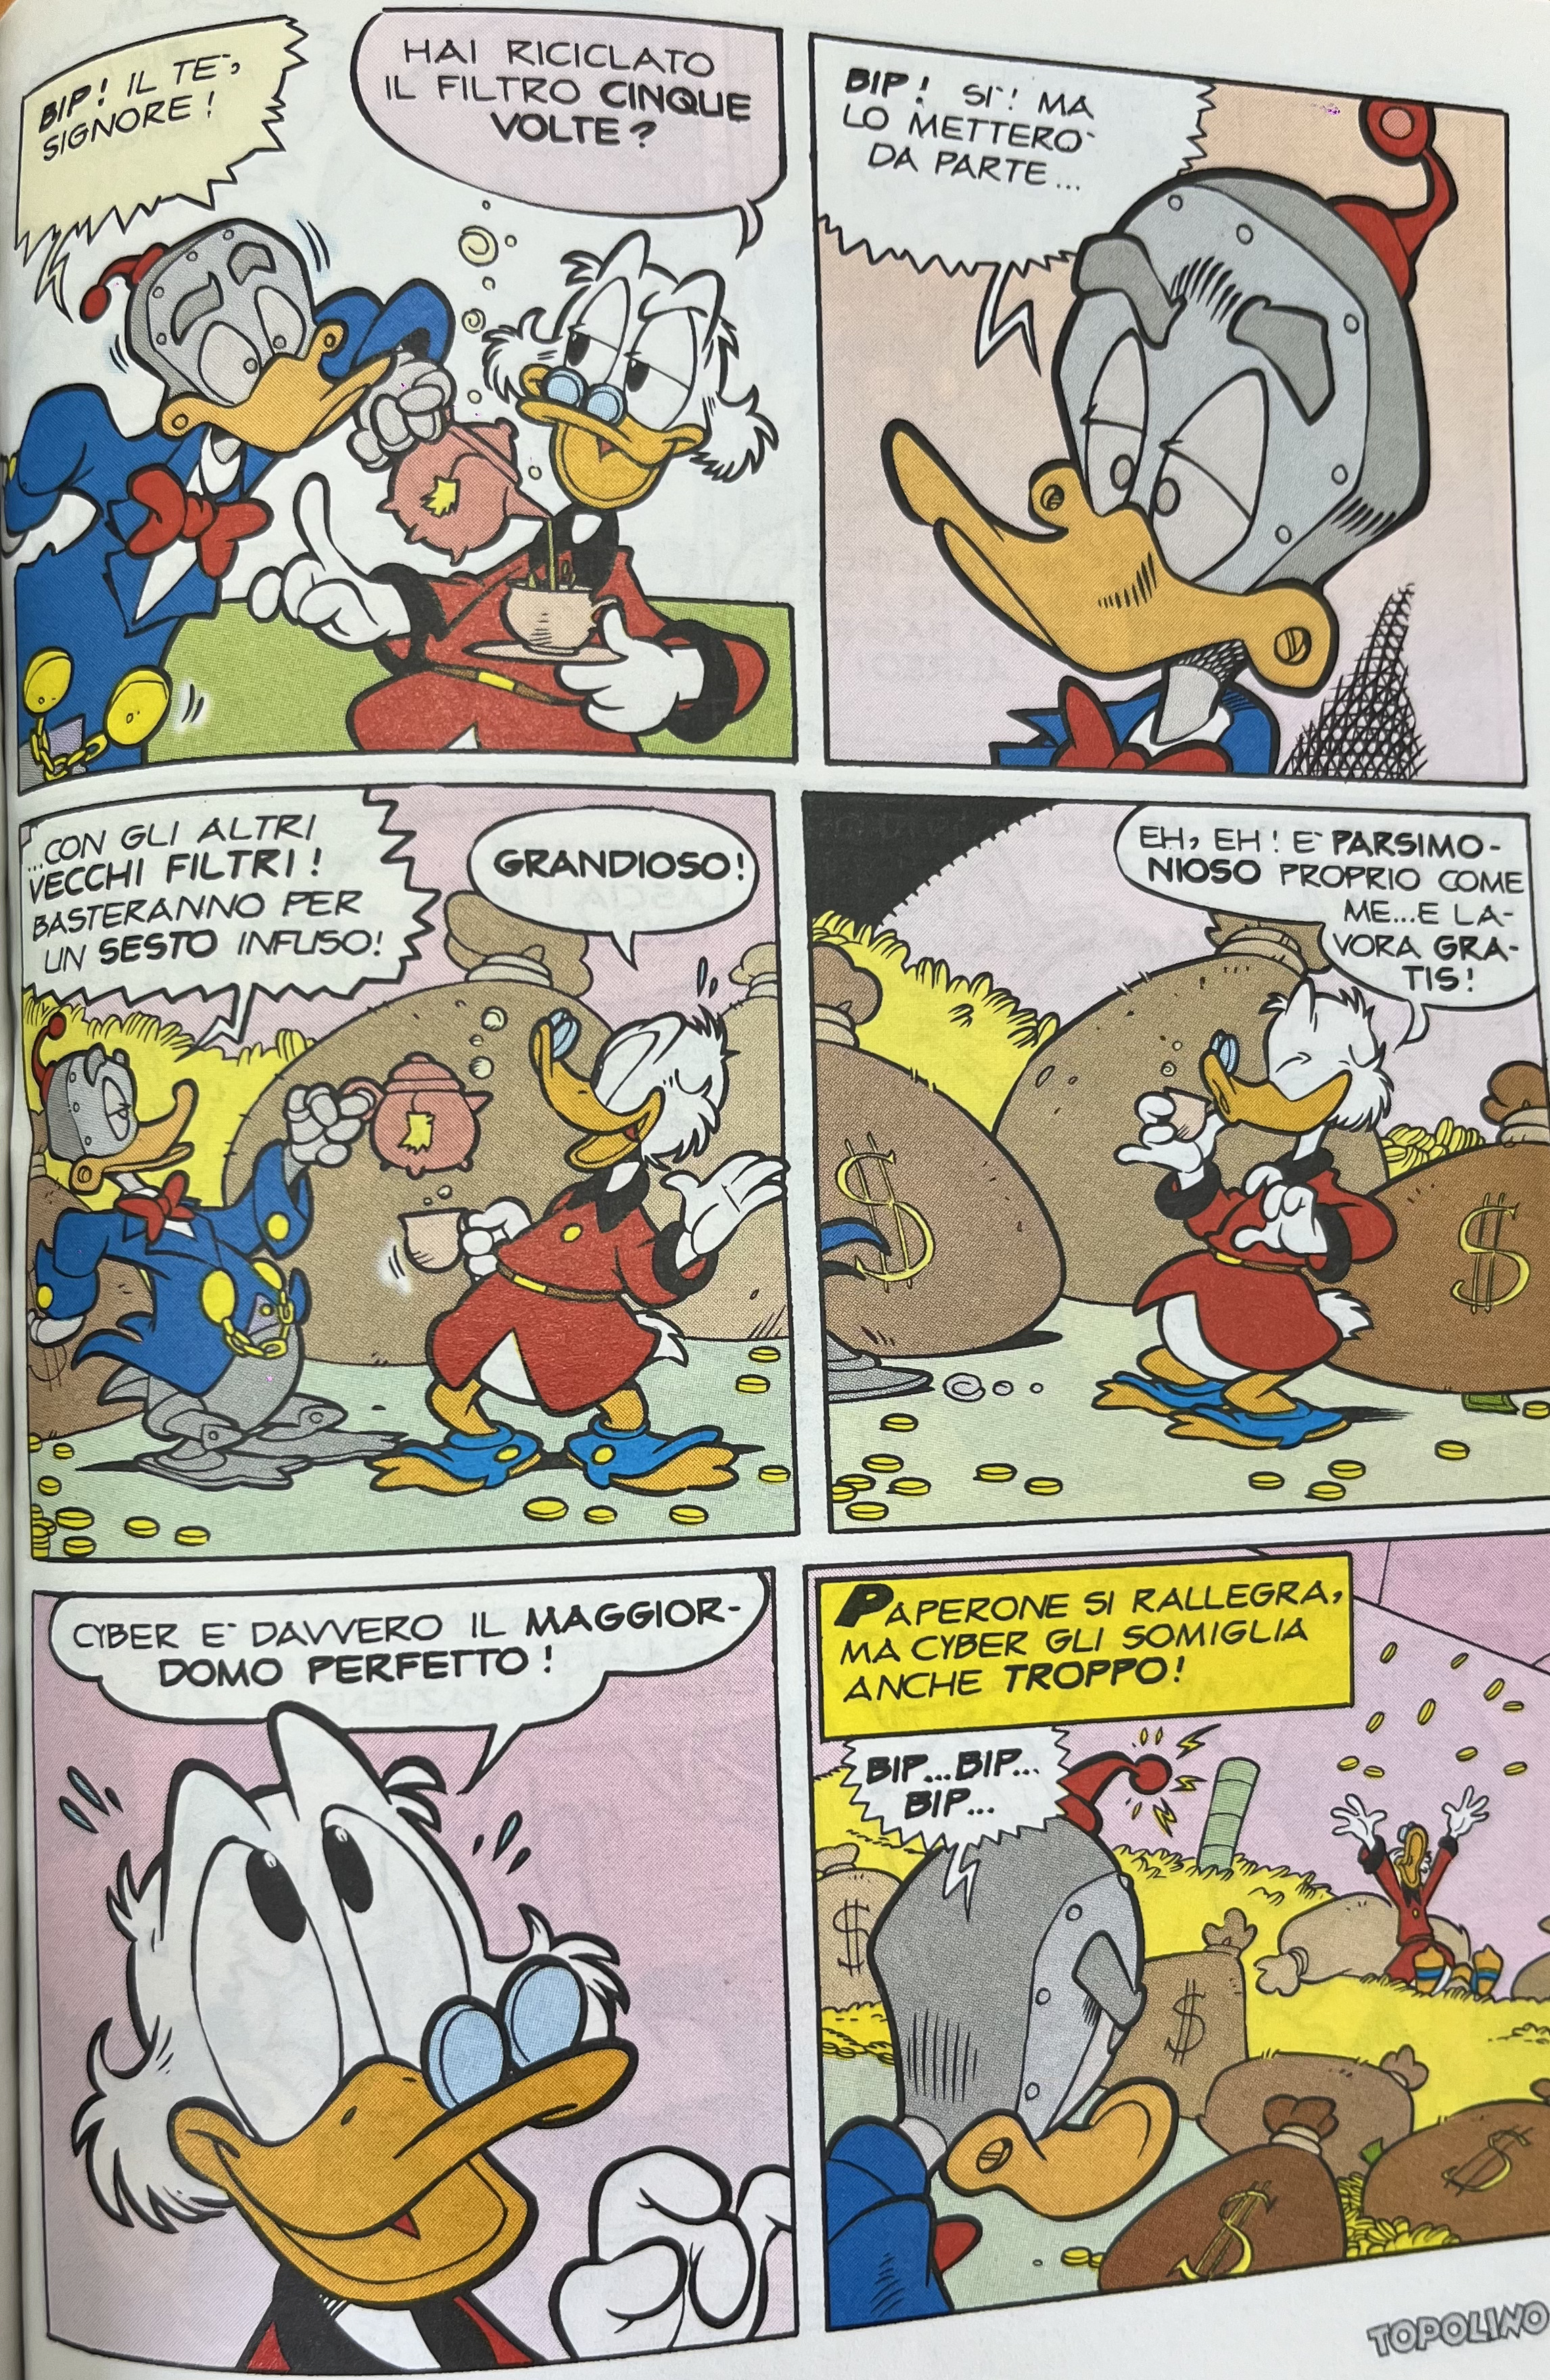 BIP! IL TE`,
SIGNORE!
HAI RICICLATO
IL FILTRO CINQUE
VOLTE?
BIP! SI`! MA
LO METTERO`
DA PARTE...
...CON GLI ALTRI
VECCHI FILTRI!
BASTERANNO PER
UN SESTO INFUSO!
GRANDIOSO!
EH, EH! E` PARSIMO-
NIOSO PROPRIO COME
ME...E LA-
VORA GRA-
TIS!
$
$
$
CYBER E` DAVVERO IL MAGGIOR-
DOMO PERFETTO!
PAPERONE SI RALLEGRA,
MA CYBER GLI SOMIGLIA
ANCHE TROPPO!
BIP...BIP...
BIP...
$
$
$
$
TOPOLINO